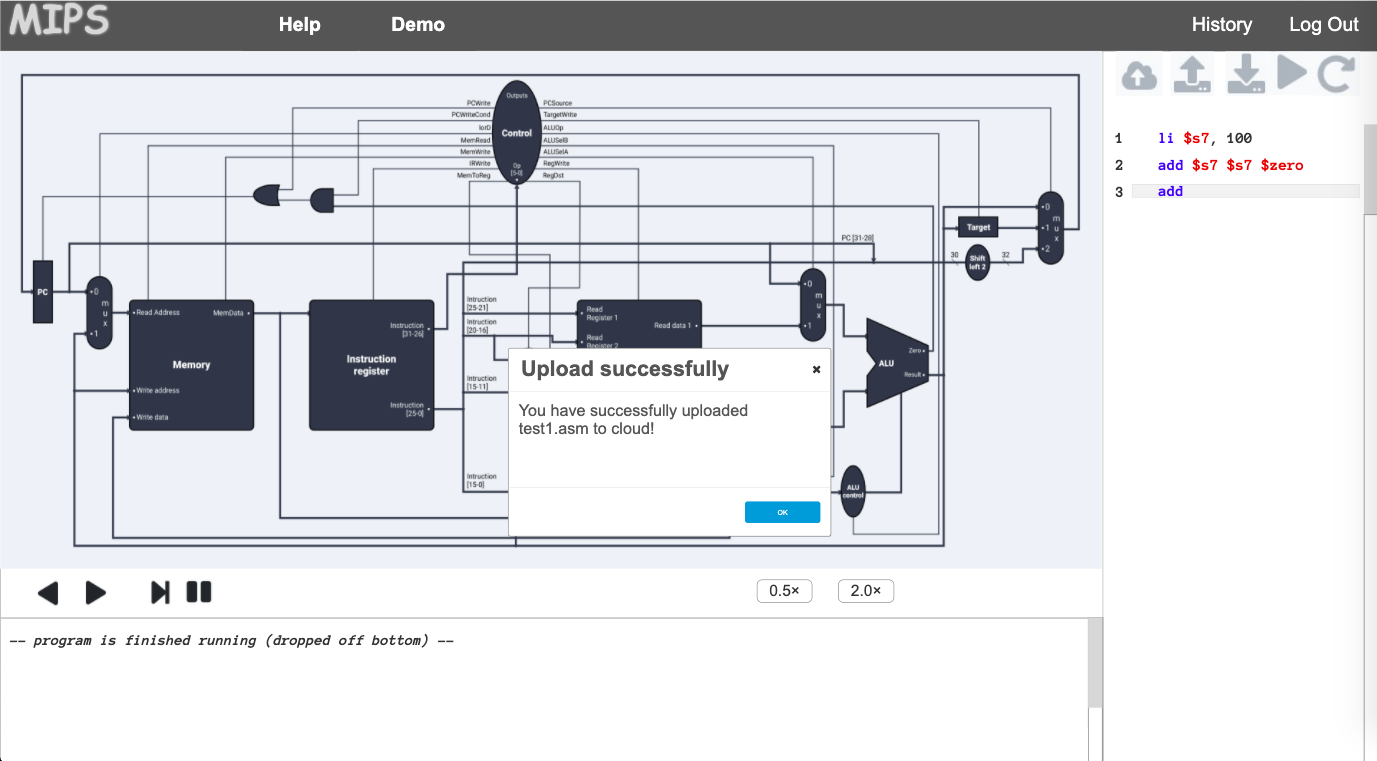 MIPS
Help
Demo
History
Log Out
Outputs
Control
Op
[5-0]
PCWrite
PCWriteCond
IorD
MemRead
MemWrite
IRWrite
MemToReg
PCSource
TargetWrite
ALUOp
ALUSelB
ALUSelA
RegWrite
RegDst
PC
0
m
u
x
1
Read Address
MemData
Memory
Write address
Write data
Instruction
[31-26]
Instruction
register
Instruction
[25-0]
Intruction
[25-21]
Intruction
[20-16]
Intruction
[15-11]
Intruction
[15-0]
Read
Register 1
Read data 1
Read
Register 2
PC [31-28]
0
m
u
x
1
Zero
ALU
Result
ALU
control
Target
30
Shift
left 2
32
0
m
1
u
x
2
Upload successfully
×
You have successfully uploaded
test1.asm to cloud!
OK
0.5×
2.0×
-- program is finished running (dropped off bottom) --
1 li $s7, 100
2 add $s7 $s7 $zero
3 add